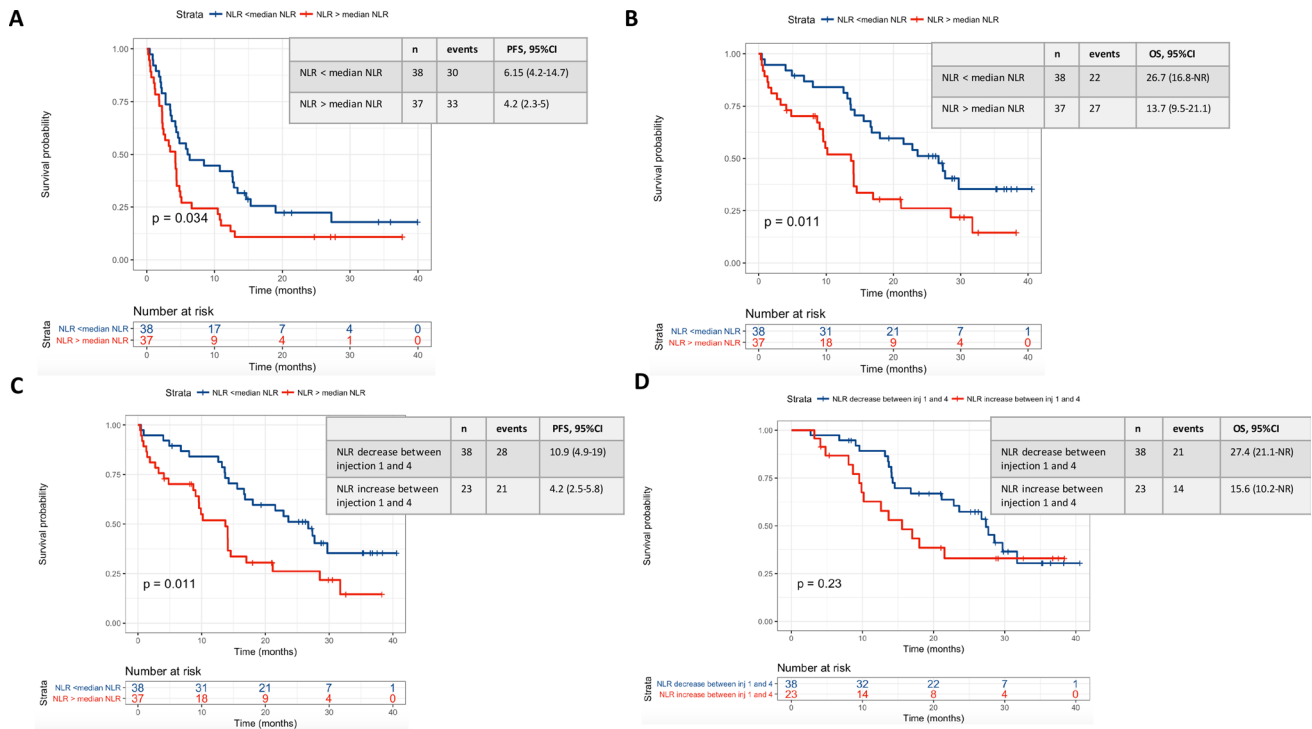 A
Strata NLR <median NLR NLR > median NLR
n events PFS, 95%CI
NLR < median NLR 38 30 6.15 (4.2-14.7)
NLR > median NLR 37 33 4.2 (2.3-5)
Survival probability
1.00
0.75
0.50
0.25
0.00
p = 0.034
0 10 20 30 40
Time (months)
Number at risk
Strata
NLR <median NLR 38 17 7 4 0
NLR > median NLR 37 9 4 1 0
0 10 20 30 40
Time (months)
B
Strata NLR <median NLR NLR > median NLR
n events OS, 95%CI
NLR < median NLR 38 22 26.7 (16.8-NR)
NLR > median NLR 37 27 13.7 (9.5-21.1)
Survival probability
1.00
0.75
0.50
0.25
0.00
p = 0.011
0 10 20 30 40
Time (months)
Number at risk
Strata
NLR <median NLR 38 31 21 7 1
NLR > median NLR 37 18 9 4 0
0 10 20 30 40
Time (months)
C
Strata NLR <median NLR NLR > median NLR
n events PFS, 95%CI
NLR decrease between 38 28 10.9 (4.9-19)
injection 1 and 4
NLR increase between 23 21 4.2 (2.5-5.8)
injection 1 and 4
Survival probability
1.00
0.75
0.50
0.25
0.00
p = 0.011
0 10 20 30 40
Time (months)
Number at risk
Strata
NLR <median NLR 38 31 21 7 1
NLR > median NLR 37 18 9 4 0
0 10 20 30 40
Time (months)
D
Strata NLR decrease between inj 1 and 4 NLR increase between inj 1 and 4
n events OS, 95%CI
NLR decrease between 38 21 27.4 (21.1-NR)
injection 1 and 4
NLR increase between 23 14 15.6 (10.2-NR)
injection 1 and 4
Survival probability
1.00
0.75
0.50
0.25
0.00
p = 0.23
0 10 20 30 40
Time (months)
Number at risk
Strata
NLR decrease between inj 1 and 4 38 32 22 7 1
NLR increase between inj 1 and 4 23 14 8 4 0
0 10 20 30 40
Time (months)